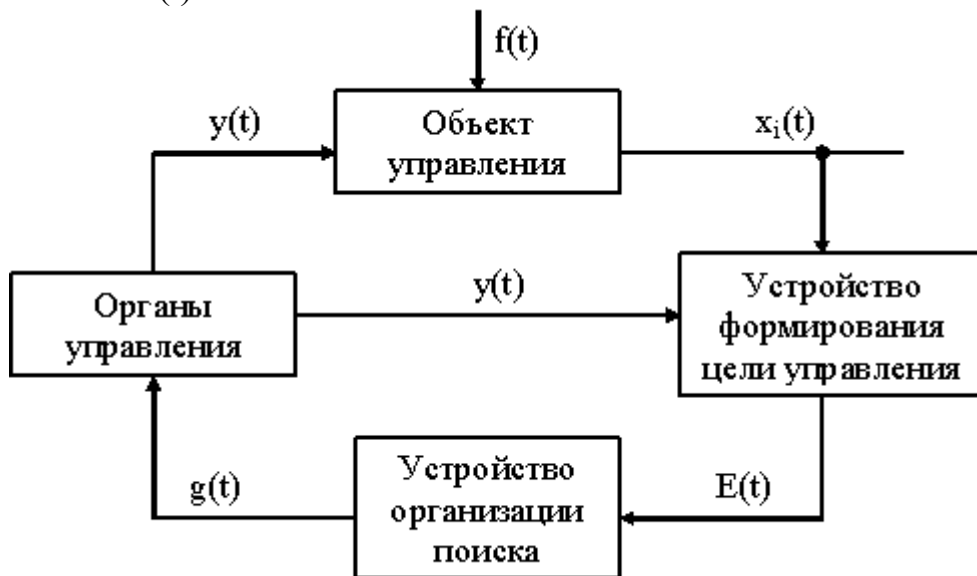 (.)
f(t)
y(t)
Объект
управления
xi(t)
Органы
управления
y(t)
Устройство
формирования
цели управления
g(t)
Устройство
организации
поиска
E(t)